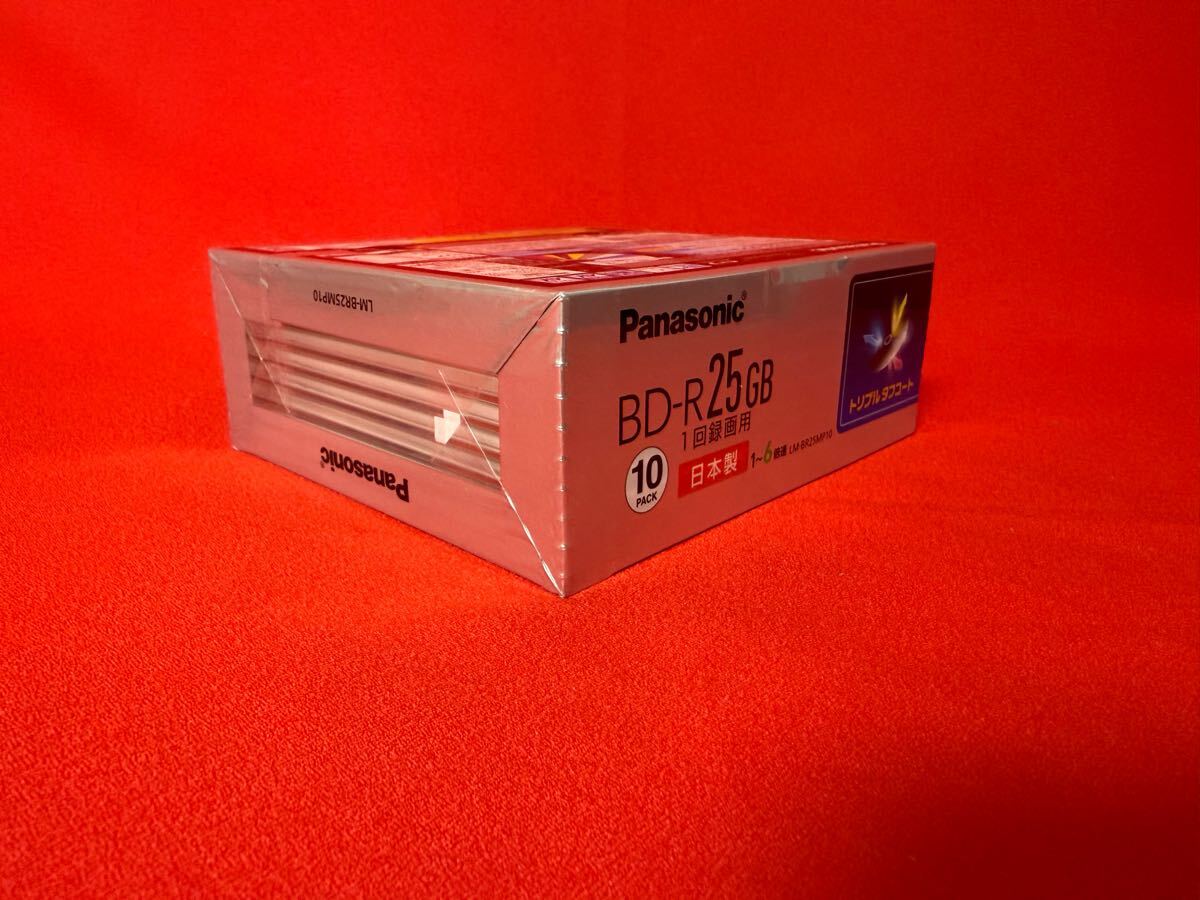 LM-BR25MP10
Panasonic
Panasonic®
BD-R 25GB
1回録画用
10
PACK
日本製
1~6倍速 LM-BR25MP10
トリプルタフコート